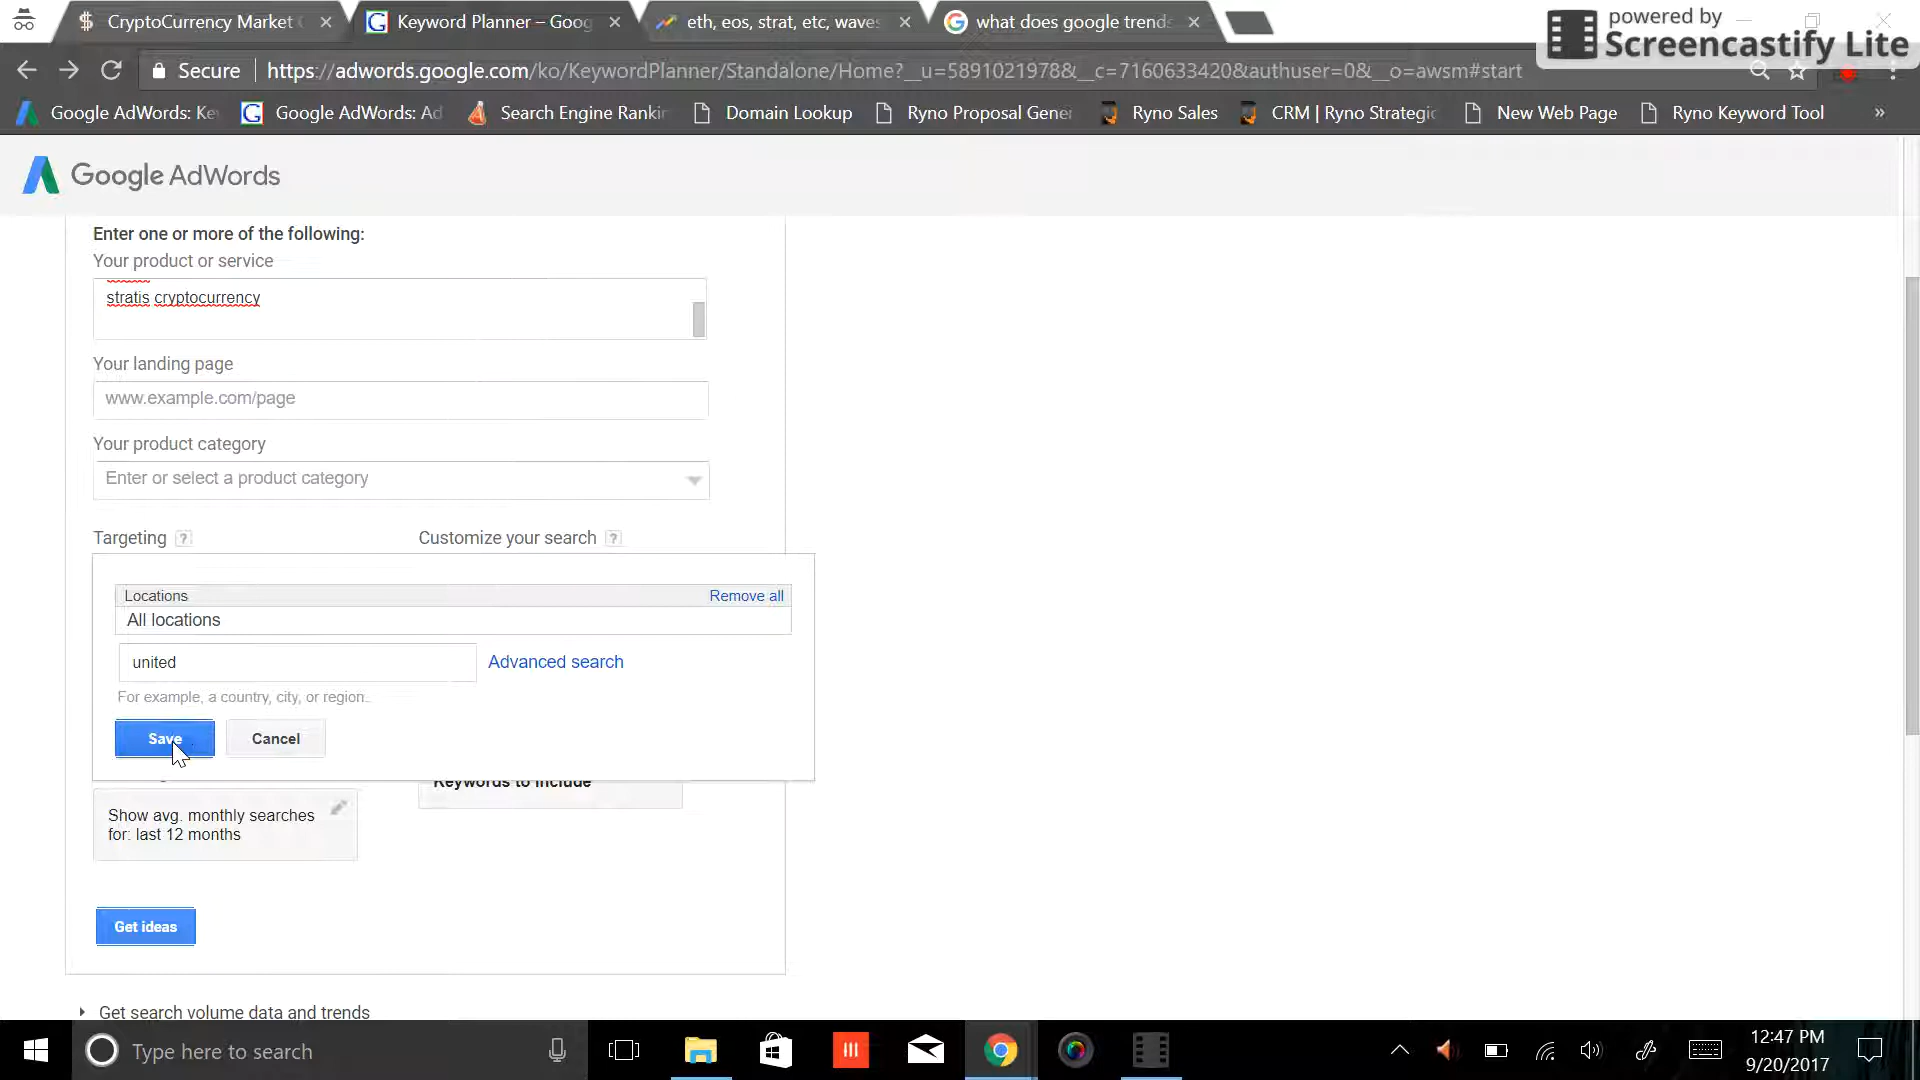 CryptoCurrency Market
Keyword Planner – Goog
eth, eos, strat, etc, waves
what does google trends
powered by
Screencastify Lite
Secure
https://adwords.google.com/ko/KeywordPlanner/Standalone/Home?__u=5891021978&__c=7160633420&authuser=0&__o=awsm#start
Google AdWords: Ke
Google AdWords: Ad
Search Engine Rankin
Domain Lookup
Ryno Proposal Gener
Ryno Sales
CRM | Ryno Strategic
New Web Page
Ryno Keyword Tool
»
Google AdWords
Enter one or more of the following:
Your product or service
stratis cryptocurrency
Your landing page
www.example.com/page
Your product category
Enter or select a product category
Targeting ?
Customize your search ?
Locations
Remove all
All locations
united
Advanced search
For example, a country, city, or region.
Save
Cancel
Keywords to include
Show avg. monthly searches
for: last 12 months
Get ideas
Get search volume data and trends
Type here to search
12:47 PM
9/20/2017